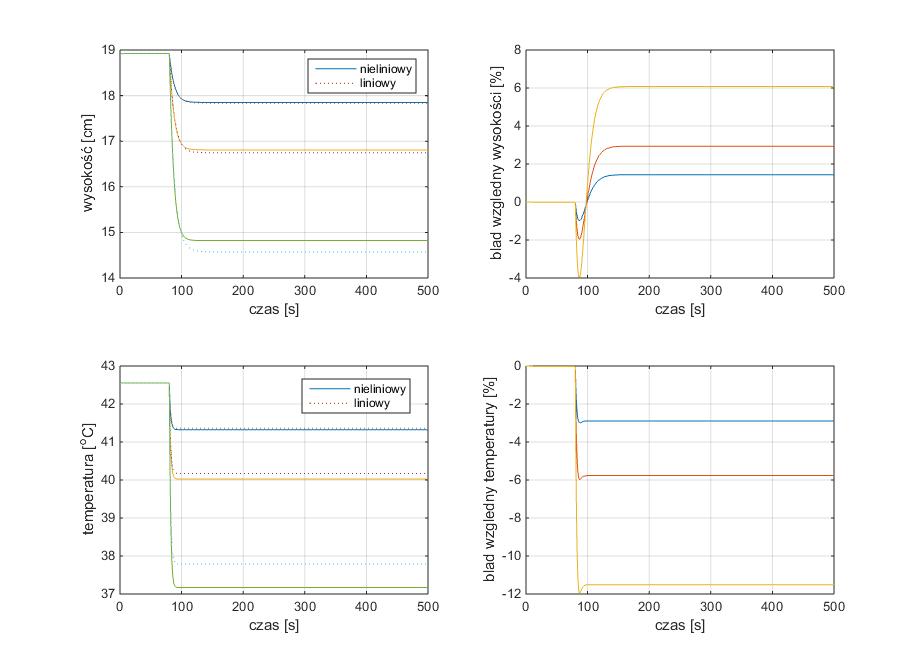 19
18
17
16
15
14
wysokość [cm]
nieliniowy
liniowy
0 100 200 300 400 500
czas [s]
8
6
4
2
0
-2
-4
blad wzgledny wysokości [%]
0 100 200 300 400 500
czas [s]
43
42
41
40
39
38
37
temperatura [°C]
nieliniowy
liniowy
0 100 200 300 400 500
czas [s]
0
-2
-4
-6
-8
-10
-12
blad wzgledny temperatury [%]
0 100 200 300 400 500
czas [s]